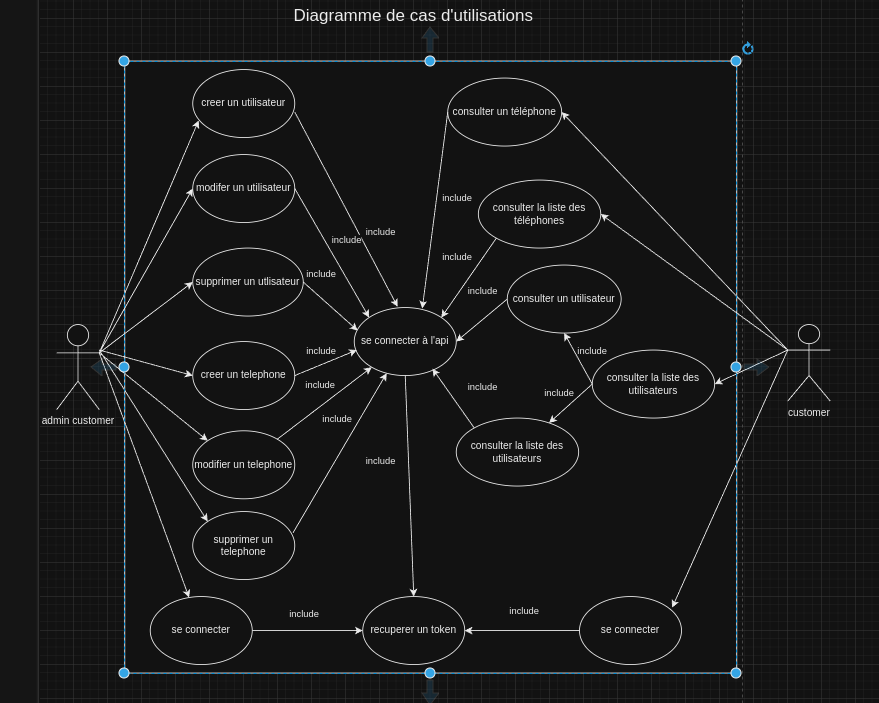 Diagramme de cas d'utilisations
creer un utilisateur
consulter un téléphone
modifer un utilisateur
include
consulter la liste des
téléphones
include
include
include
supprimer un utlisateur
include
include
consulter un utilisateur
se connecter à l'api
include
include
creer un telephone
include
include
consulter la liste des
utilisateurs
include
admin customer
customer
include
consulter la liste des
utilisateurs
modifier un telephone
include
supprimer un
telephone
include
include
se connecter
recuperer un token
se connecter